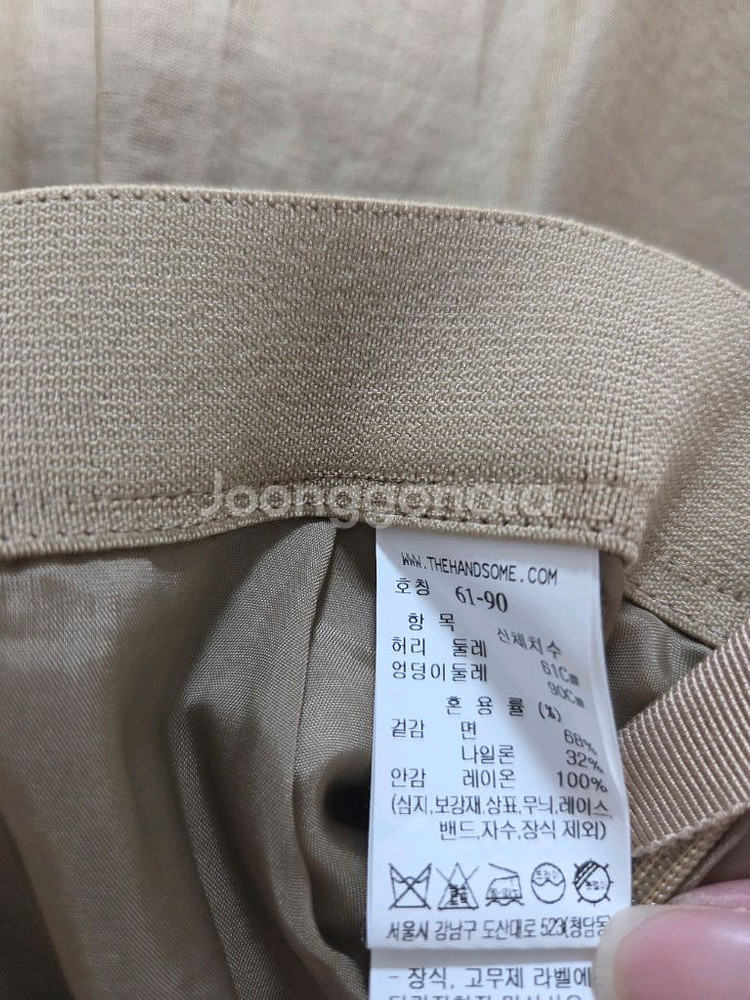 Joonggonara
WWW.THEHANDSOME.COM
호칭 61-90
항 목 신체치수
허리 둘레 61Cm
엉덩이둘레 90Cm
혼 용 률 (%)
겉감 면 68%
나일론 32%
안감 레이온 100%
(심지,보강재,상표,무늬,레이스,
밴드,자수,장식 제외)
서울시 강남구 도산대로 523(청담동)
- 장식, 고무제 라벨에